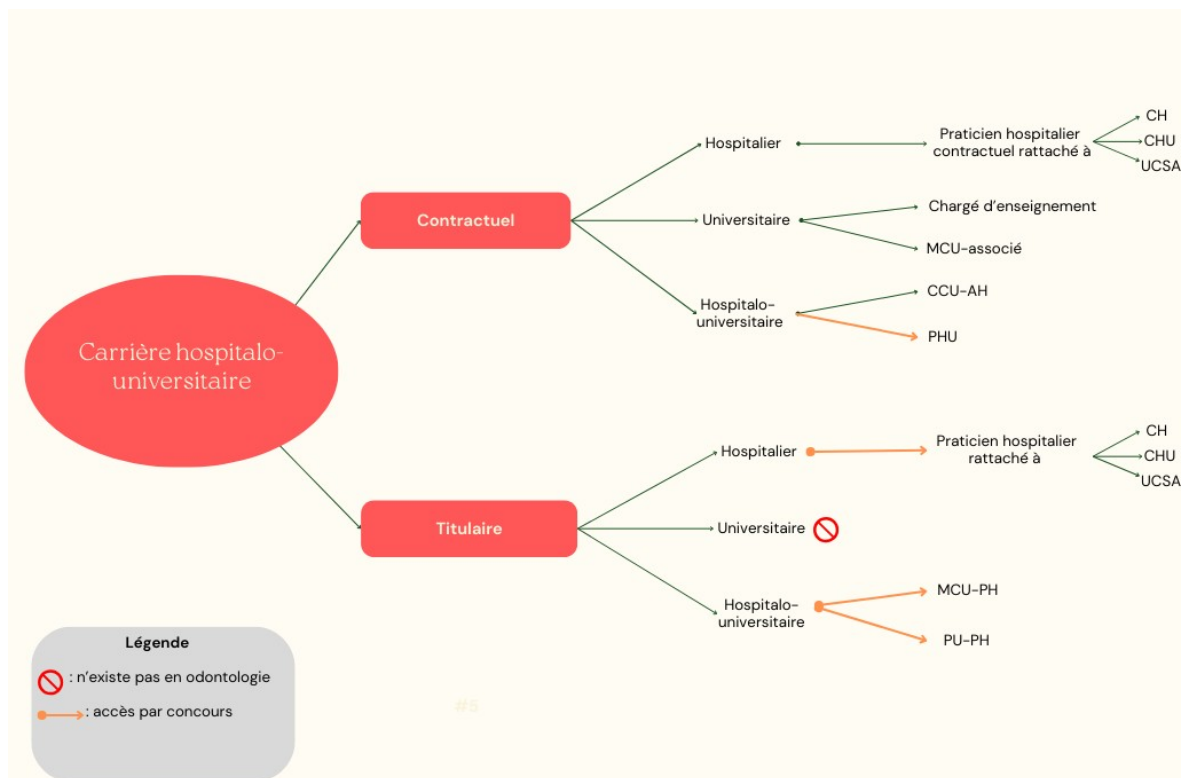 Carrière hospitalo-
universitaire
Contractuel
Hospitalier
Praticien hospitalier
contractuel rattaché à
CH
CHU
UCSA
Universitaire
Chargé d'enseignement
MCU-associé
Hospitalo-
universitaire
CCU-AH
PHU
Titulaire
Hospitalier
Praticien hospitalier
rattaché à
CH
CHU
UCSA
Universitaire
Hospitalo-
universitaire
MCU-PH
PU-PH
Légende
: n'existe pas en odontologie
: accès par concours
#5